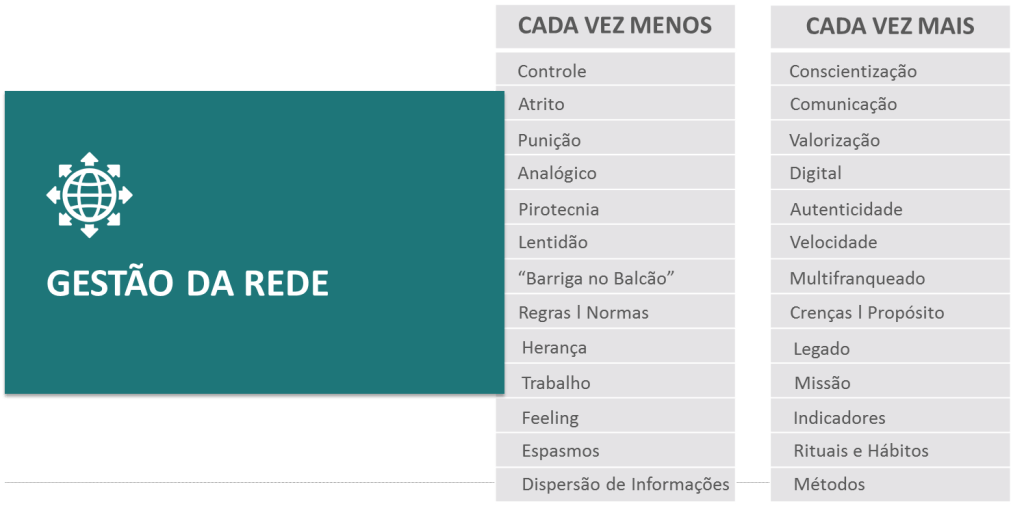 GESTÃO DA REDE
CADA VEZ MENOS
Controle
Atrito
Punição
Analógico
Pirotecnia
Lentidão
“Barriga no Balcão”
Regras l Normas
Herança
Trabalho
Feeling
Espasmos
Dispersão de Informações
CADA VEZ MAIS
Conscientização
Comunicação
Valorização
Digital
Autenticidade
Velocidade
Multifranqueado
Crenças l Propósito
Legado
Missão
Indicadores
Rituais e Hábitos
Métodos